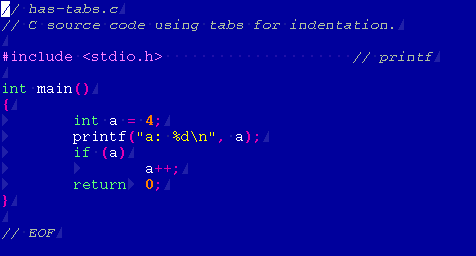 // has-tabs.c
// C source code using tabs for indentation.

#include <stdio.h>                   // printf

int main()
{
	int a = 4;
	printf("a: %d\n", a);
	if (a)
		a++;
	return	0;
}

// EOF